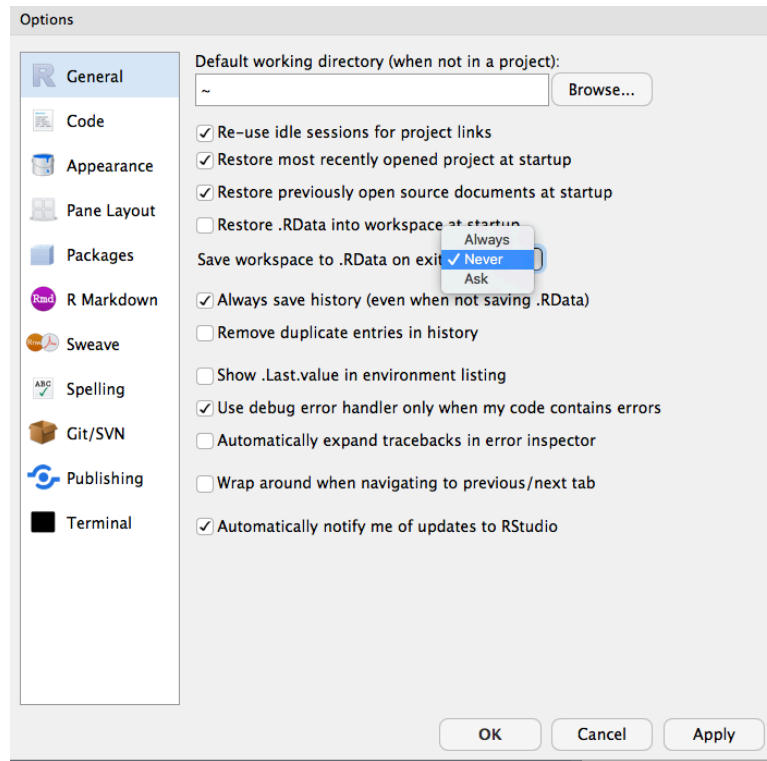 Options
General
Code
Appearance
Pane Layout
Packages
Rmd R Markdown
Sweave
ABC Spelling
Git/SVN
Publishing
Terminal
Default working directory (when not in a project):
~ Browse...
Re-use idle sessions for project links
Restore most recently opened project at startup
Restore previously open source documents at startup
Restore .RData into workspace at startup
Always
Save workspace to .RData on exit ✓ Never
Ask
Always save history (even when not saving .RData)
Remove duplicate entries in history
Show .Last.value in environment listing
Use debug error handler only when my code contains errors
Automatically expand tracebacks in error inspector
Wrap around when navigating to previous/next tab
Automatically notify me of updates to RStudio
OK Cancel Apply